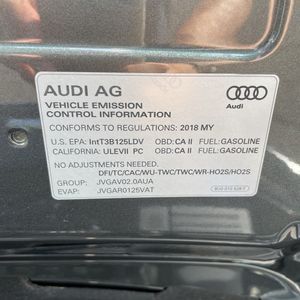 AUDI AG
Audi
VEHICLE EMISSION
CONTROL INFORMATION
CONFORMS TO REGULATIONS: 2018 MY
U.S. EPA: IntT3B125LDV OBD: CA II FUEL:GASOLINE
CALIFORNIA: ULEVII PC OBD: CA II FUEL:GASOLINE
NO ADJUSTMENTS NEEDED.
DFI/TC/CAC/WU-TWC/TWC/WR-HO2S/HO2S
GROUP: JVGAV02.0AUA
EVAP: JVGAR0125VAT